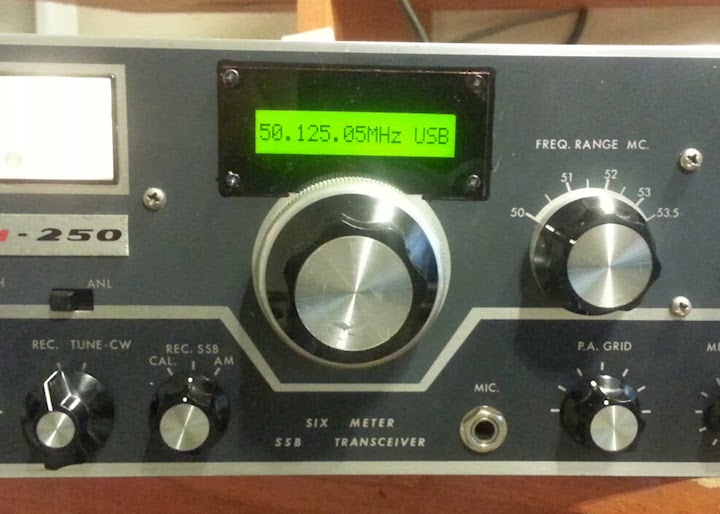 50.125.05MHz USB
FREQ. RANGE MC.
50 51 52 53 53.5
-250
ANL
REC. TUNE-CW
REC. SSB
CAL. AM
P.A. GRID
MIC.
SIX METER
SSB TRANSCEIVER